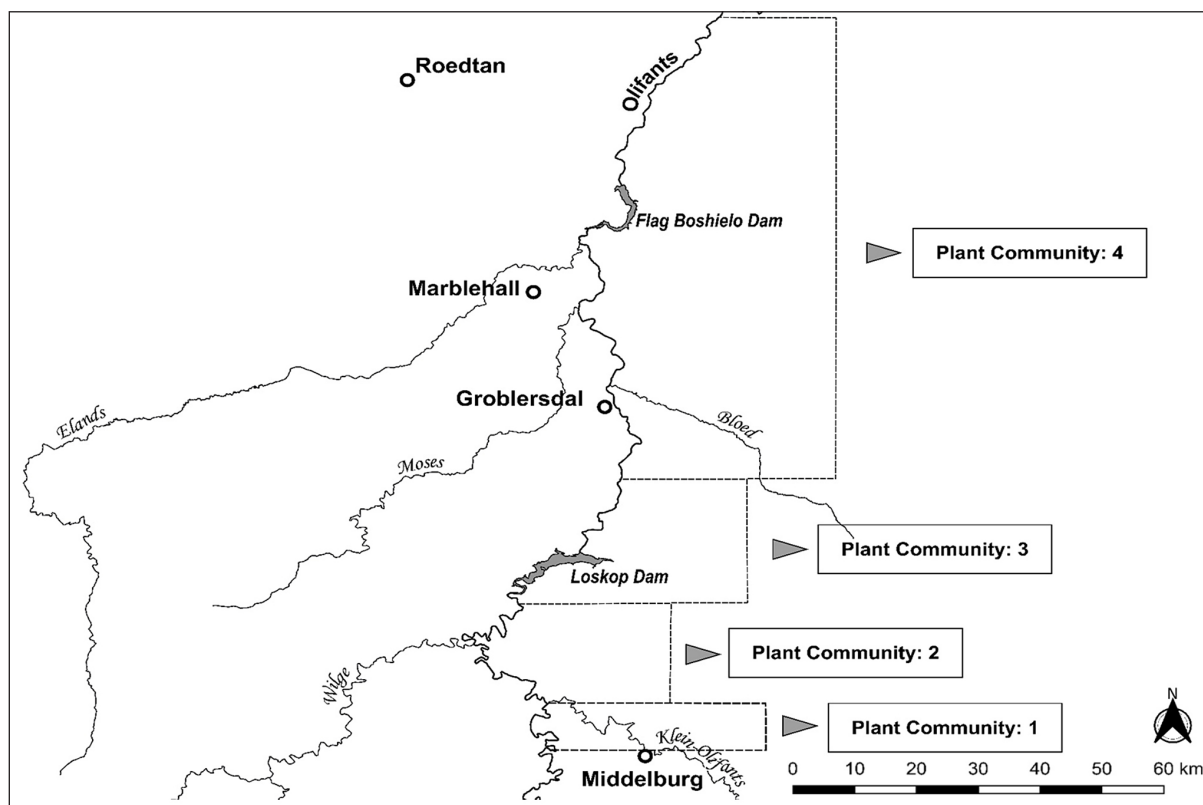 Roedtan
Olifants
Flag Boshielo Dam
Plant Community: 4
Marblehall
Groblersdal
Elands
Bloed
Moses
Plant Community: 3
Loskop Dam
Plant Community: 2
Wilge
N
Plant Community: 1
Klein-Olifants
Middelburg
0 10 20 30 40 50 60 km